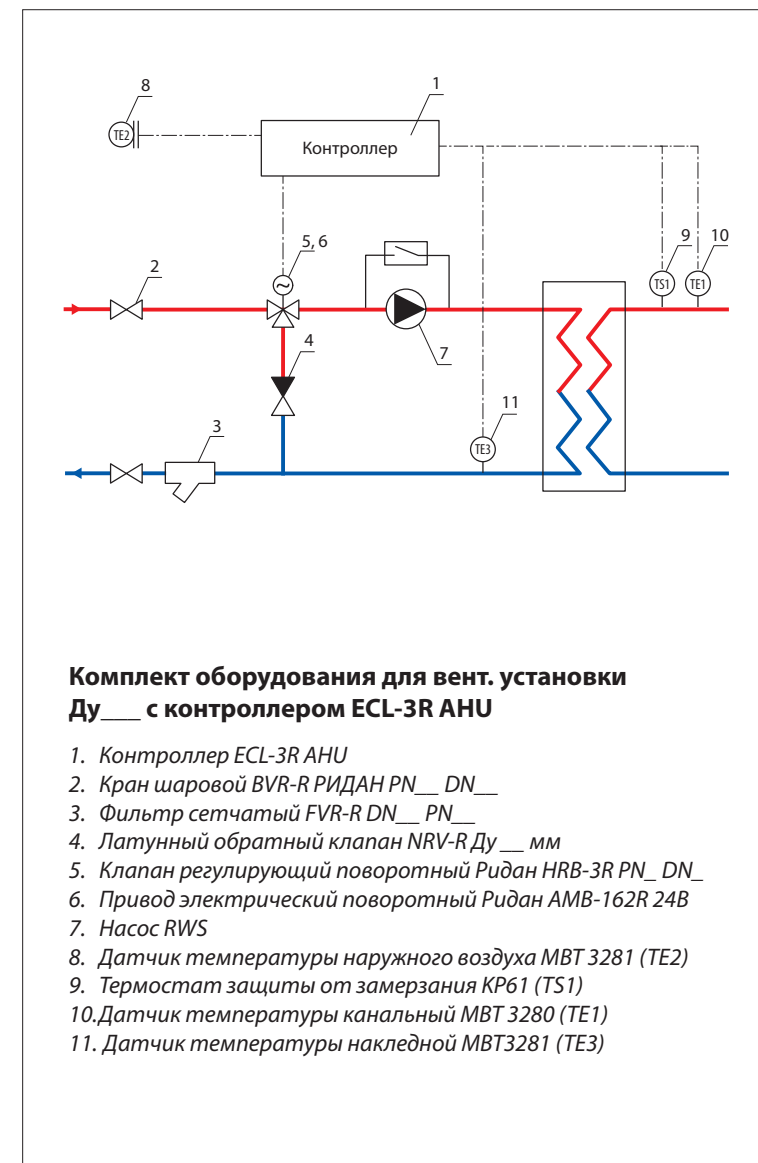 8
1
TE2
Контроллер
5, 6
9
10
2
TS1
TE1
4
7
11
3
TE3
Комплект оборудования для вент. установки
Ду___ с контроллером ECL-3R AHU
1. Контроллер ECL-3R AHU
2. Кран шаровой BVR-R РИДАН PN__ DN__
3. Фильтр сетчатый FVR-R DN__ PN__
4. Латунный обратный клапан NRV-R Ду __ мм
5. Клапан регулирующий поворотный Ридан HRB-3R PN_ DN_
6. Привод электрический поворотный Ридан AMB-162R 24В
7. Насос RWS
8. Датчик температуры наружного воздуха МВТ 3281 (TE2)
9. Термостат защиты от замерзания KP61 (TS1)
10.Датчик температуры канальный МВТ 3280 (TE1)
11. Датчик температуры накледной МВТ3281 (TE3)